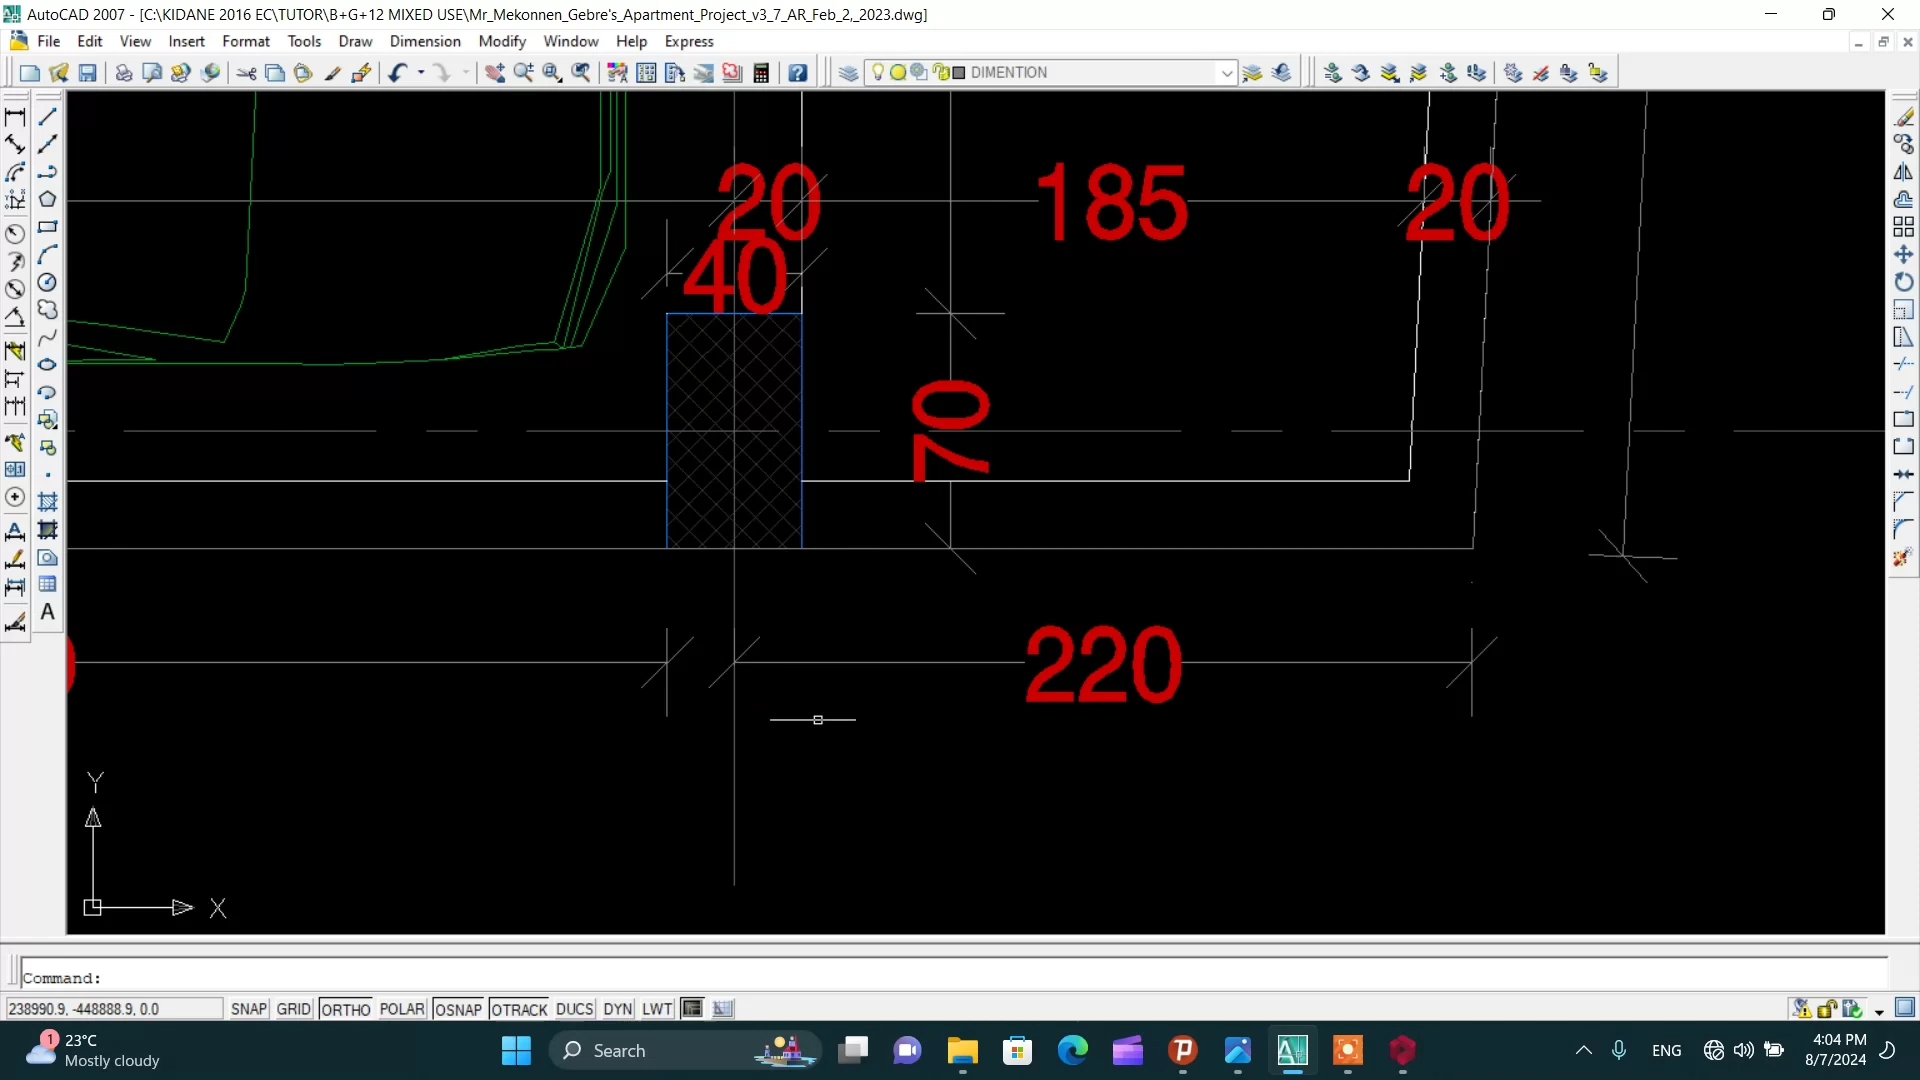 AutoCAD 2007 - [C:\KIDANE 2016 EC\TUTOR\B+G+12 MIXED USE\Mr_Mekonnen_Gebre's_Apartment_Project_v3_7_AR_Feb_2,_2023.dwg]
File Edit View Insert Format Tools Draw Dimension Modify Window Help Express
DIMENTION
20 185 20
40
70
220
Y
X
A
Command:
238990.9, -448888.9, 0.0 SNAP GRID ORTHO POLAR OSNAP OTRACK DUCS DYN LWT
1 23°C
Mostly cloudy
Search
ENG
4:04 PM
8/7/2024